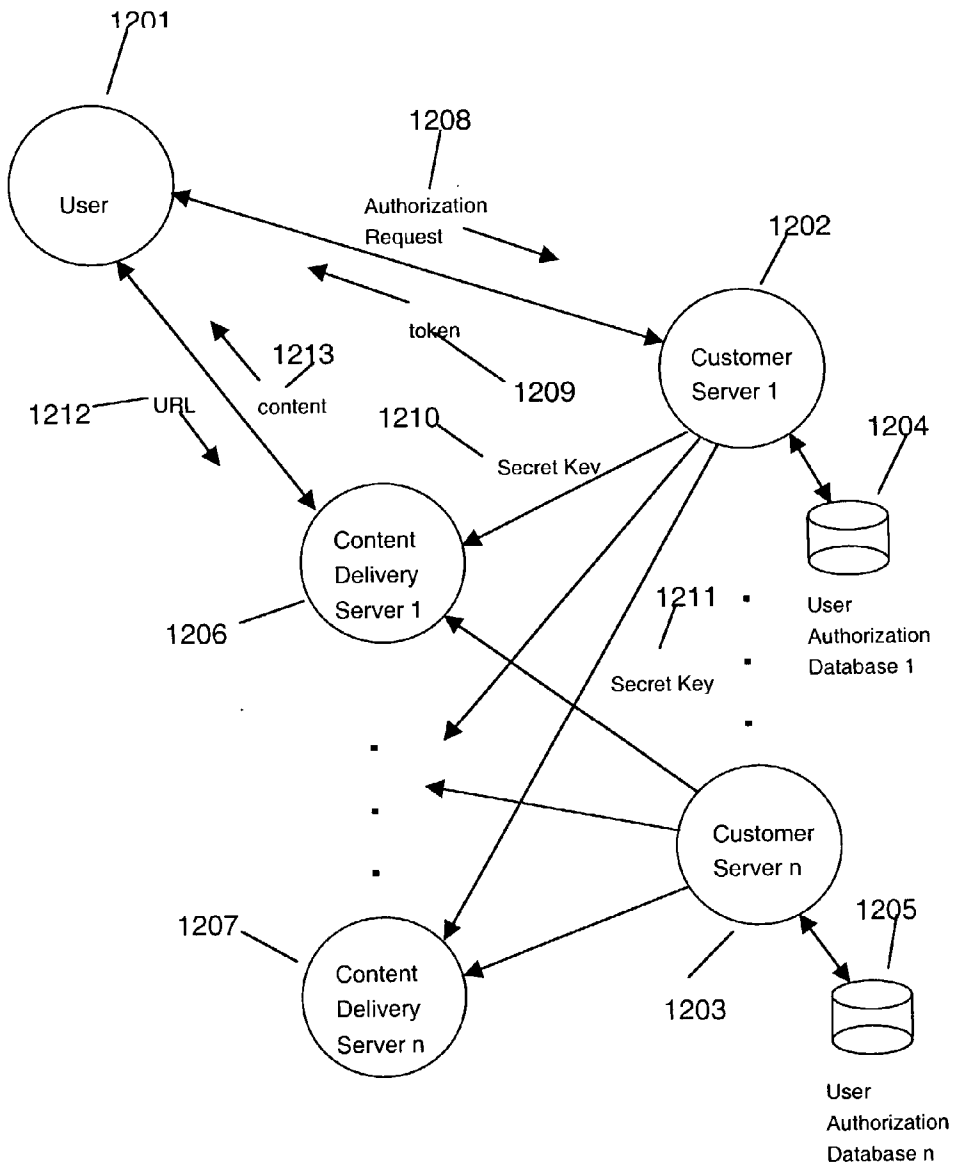 1201
User
1208
Authorization
Request
1202
token
1209
1213
content
1212
URL
1210
Secret Key
Customer
Server 1
1204
User
Authorization
Database 1
Content
Delivery
Server 1
1206
1211
Secret Key
Customer
Server n
1203
1205
User
Authorization
Database n
1207
Content
Delivery
Server n